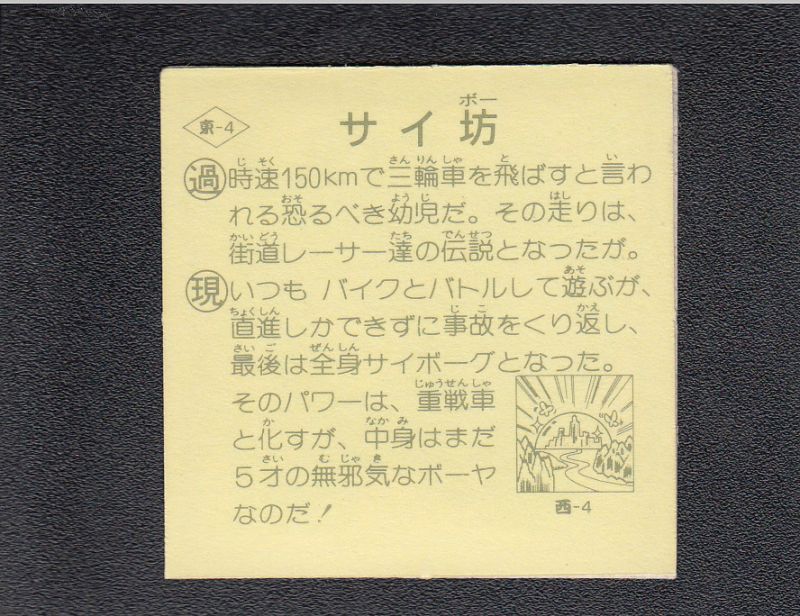 東-4
サイ坊
過 時速150kmで三輪車を飛ばすと言わ
れる恐るべき幼児だ。その走りは、
街道レーサー達の伝説となったが。
現 いつも バイクとバトルして遊ぶが、
直進しかできずに事故をくり返し、
最後は全身サイボーグとなった。
そのパワーは、重戦車
と化すが、中身はまだ
5才の無邪気なボーヤ
なのだ！
西-4